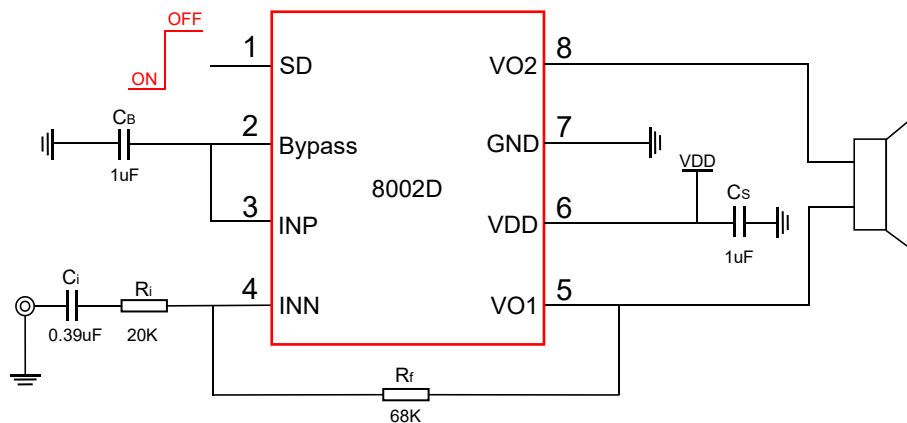 OFF
ON
1
SD
VO2
8
CB
1uF
2
Bypass
GND
7
8002D
VDD
3
INP
VDD
6
CS
1uF
Ci
0.39uF
Ri
20K
4
INN
VO1
5
Rf
68K